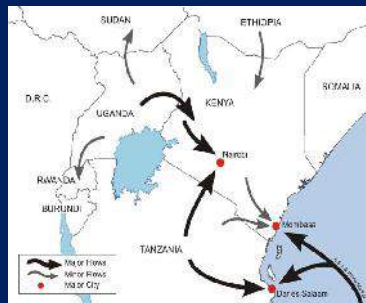 SUDAN
ETHIOPIA
SOMALIA
D.R.C.
UGANDA
KENYA
Nairobi
RWANDA
BURUNDI
Mombasa
TANZANIA
Dar es Salaam
Major Flows
Minor Flows
Major City